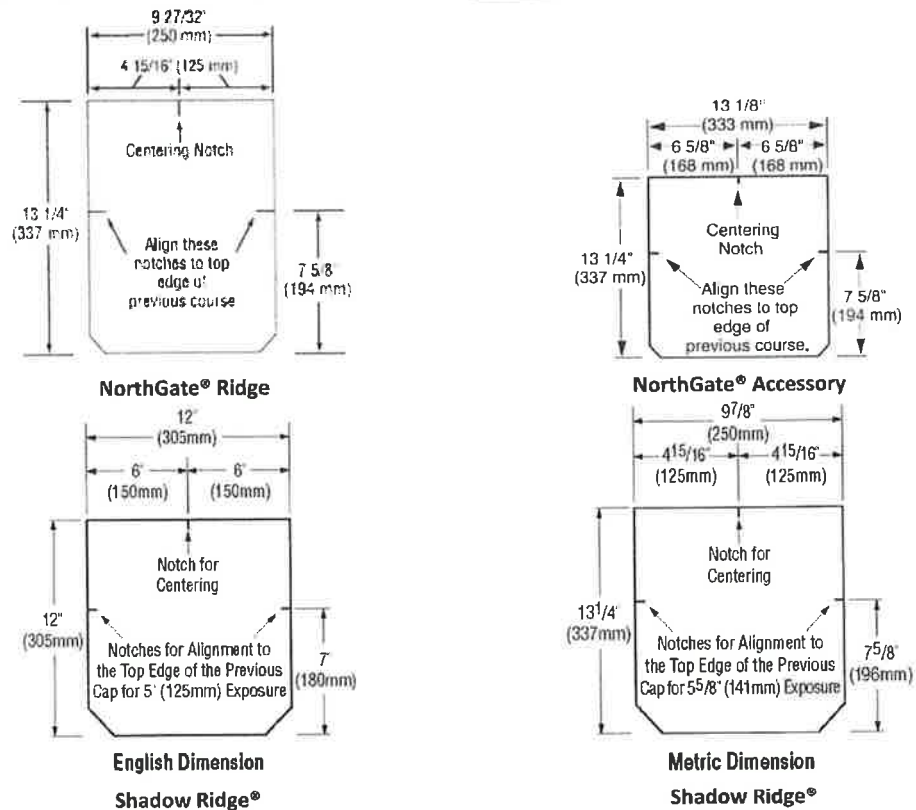 9 27/32"
(250 mm)
4 15/16" (125 mm)
Centering Notch
13 1/4"
(337 mm)
Align these
notches to top
edge of
previous course
7 5/8"
(194 mm)
NorthGate® Ridge
13 1/8"
(333 mm)
6 5/8"
(168 mm)
6 5/8"
(168 mm)
Centering
Notch
13 1/4"
(337 mm)
Align these
notches to top
edge of
previous course.
7 5/8"
(194 mm)
NorthGate® Accessory
12"
(305mm)
6"
(150mm)
6"
(150mm)
Notch for
Centering
12"
(305mm)
Notches for Alignment to
the Top Edge of the Previous
Cap for 5" (125mm) Exposure
7"
(180mm)
English Dimension
Shadow Ridge®
97/8"
(250mm)
415/16"
(125mm)
415/16"
(125mm)
Notch for
Centering
131/4"
(337mm)
Notches for Alignment to
the Top Edge of the Previous
Cap for 55/8" (141mm) Exposure
75/8"
(196mm)
Metric Dimension
Shadow Ridge®